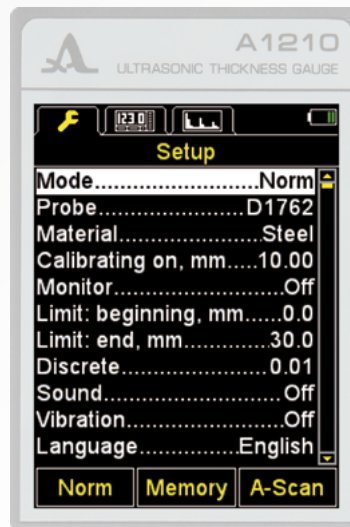 A1210
ULTRASONIC THICKNESS GAUGE
123.0
Setup
Mode..........................Norm
Probe.........................D1762
Material.......................Steel
Calibrating on, mm.....10.00
Monitor............................Off
Limit: beginning, mm......0.0
Limit: end, mm..............30.0
Discrete.......................0.01
Sound..............................Off
Vibration..........................Off
Language................English
Norm Memory A-Scan